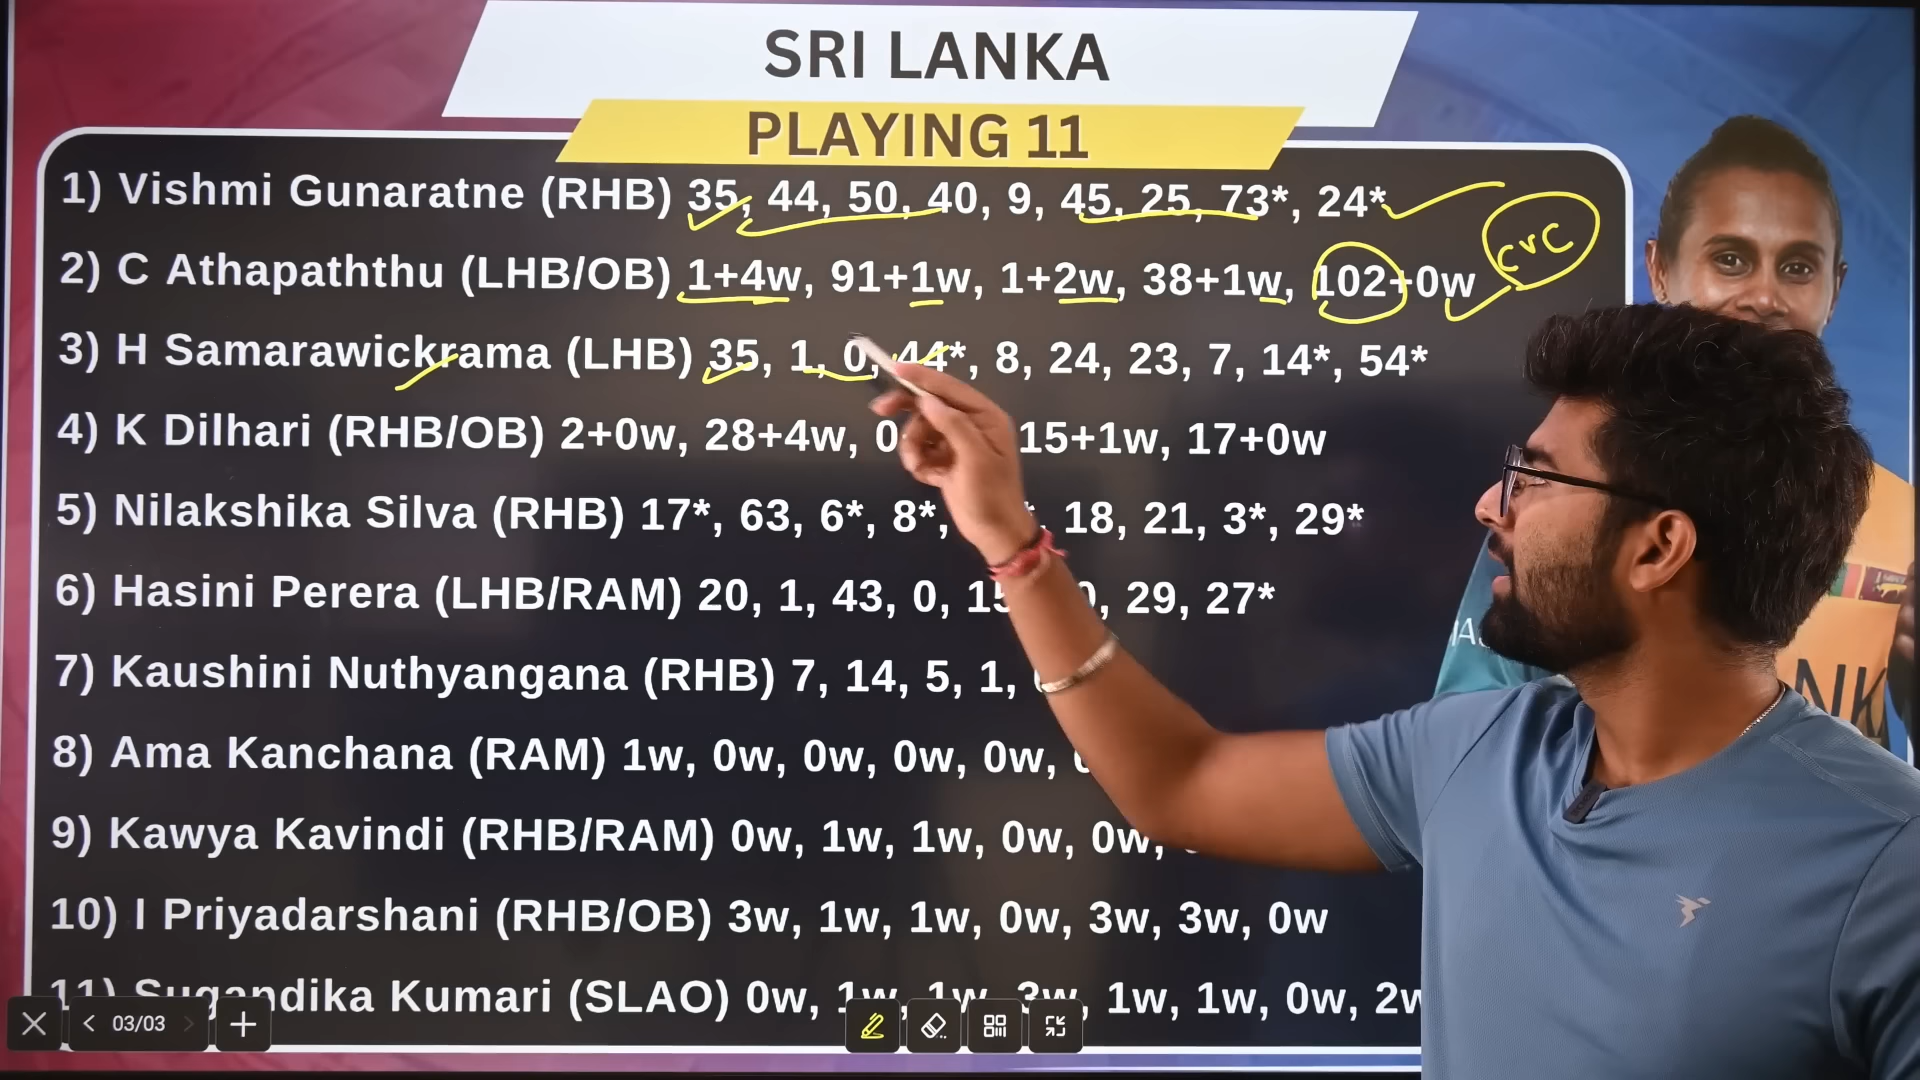 SRI LANKA
PLAYING 11
1) Vishmi Gunaratne (RHB) 35, 44, 50, 40, 9, 45, 25, 73*, 24*
2) C Athapaththu (LHB/OB) 1+4w, 91+1w, 1+2w, 38+1w, 102+0w
cvc
3) H Samarawickrama (LHB) 35, 1, 0, 44*, 8, 24, 23, 7, 14*, 54*
4) K Dilhari (RHB/OB) 2+0w, 28+4w, 15+1w, 17+0w
5) Nilakshika Silva (RHB) 17*, 63, 6*, 8*, 18, 21, 3*, 29*
6) Hasini Perera (LHB/RAM) 20, 1, 43, 0, 29, 27*
7) Kaushini Nuthyangana (RHB) 7, 14, 5, 1,
8) Ama Kanchana (RAM) 1w, 0w, 0w, 0w, 0w,
9) Kawya Kavindi (RHB/RAM) 0w, 1w, 1w, 0w, 0w,
10) I Priyadarshani (RHB/OB) 3w, 1w, 1w, 0w, 3w, 3w, 0w
11) Sugandika Kumari (SLAO) 0w, 1w, 1w, 3w, 1w, 1w, 0w, 2w
03/03